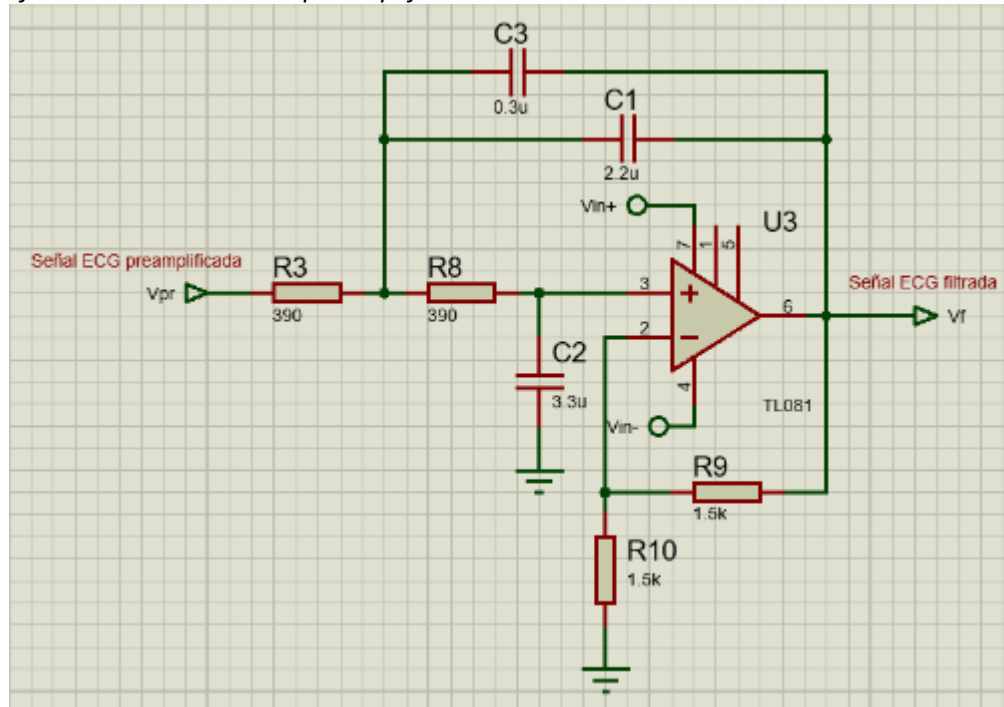 C3
0.3u
C1
2.2u
Vin+
U3
7
1
5
Señal ECG preamplificada
R3
R8
Señal ECG filtrada
Vpr
390
390
3
+
2
−
6
Vf
C2
3.3u
4
TL081
Vin-
R9
1.5k
R10
1.5k